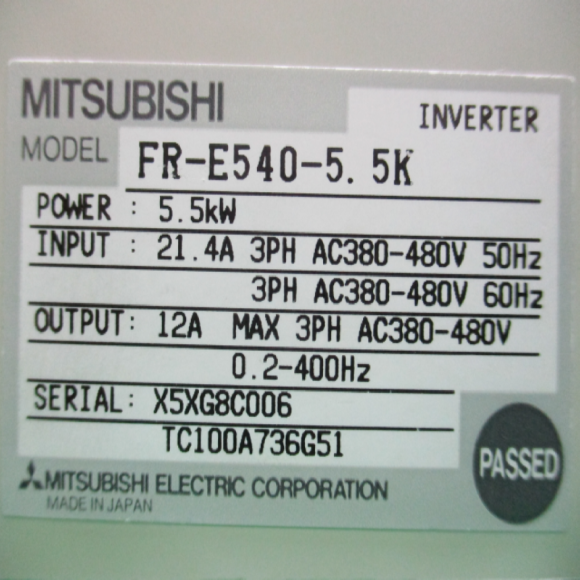 MITSUBISHI
INVERTER
MODEL FR-E540-5.5K
POWER : 5.5kW
INPUT : 21.4A 3PH AC380-480V 50Hz
3PH AC380-480V 60Hz
OUTPUT: 12A MAX 3PH AC380-480V
0.2-400Hz
SERIAL: X5XG8C006
TC100A736G51
PASSED
MITSUBISHI ELECTRIC CORPORATION
MADE IN JAPAN